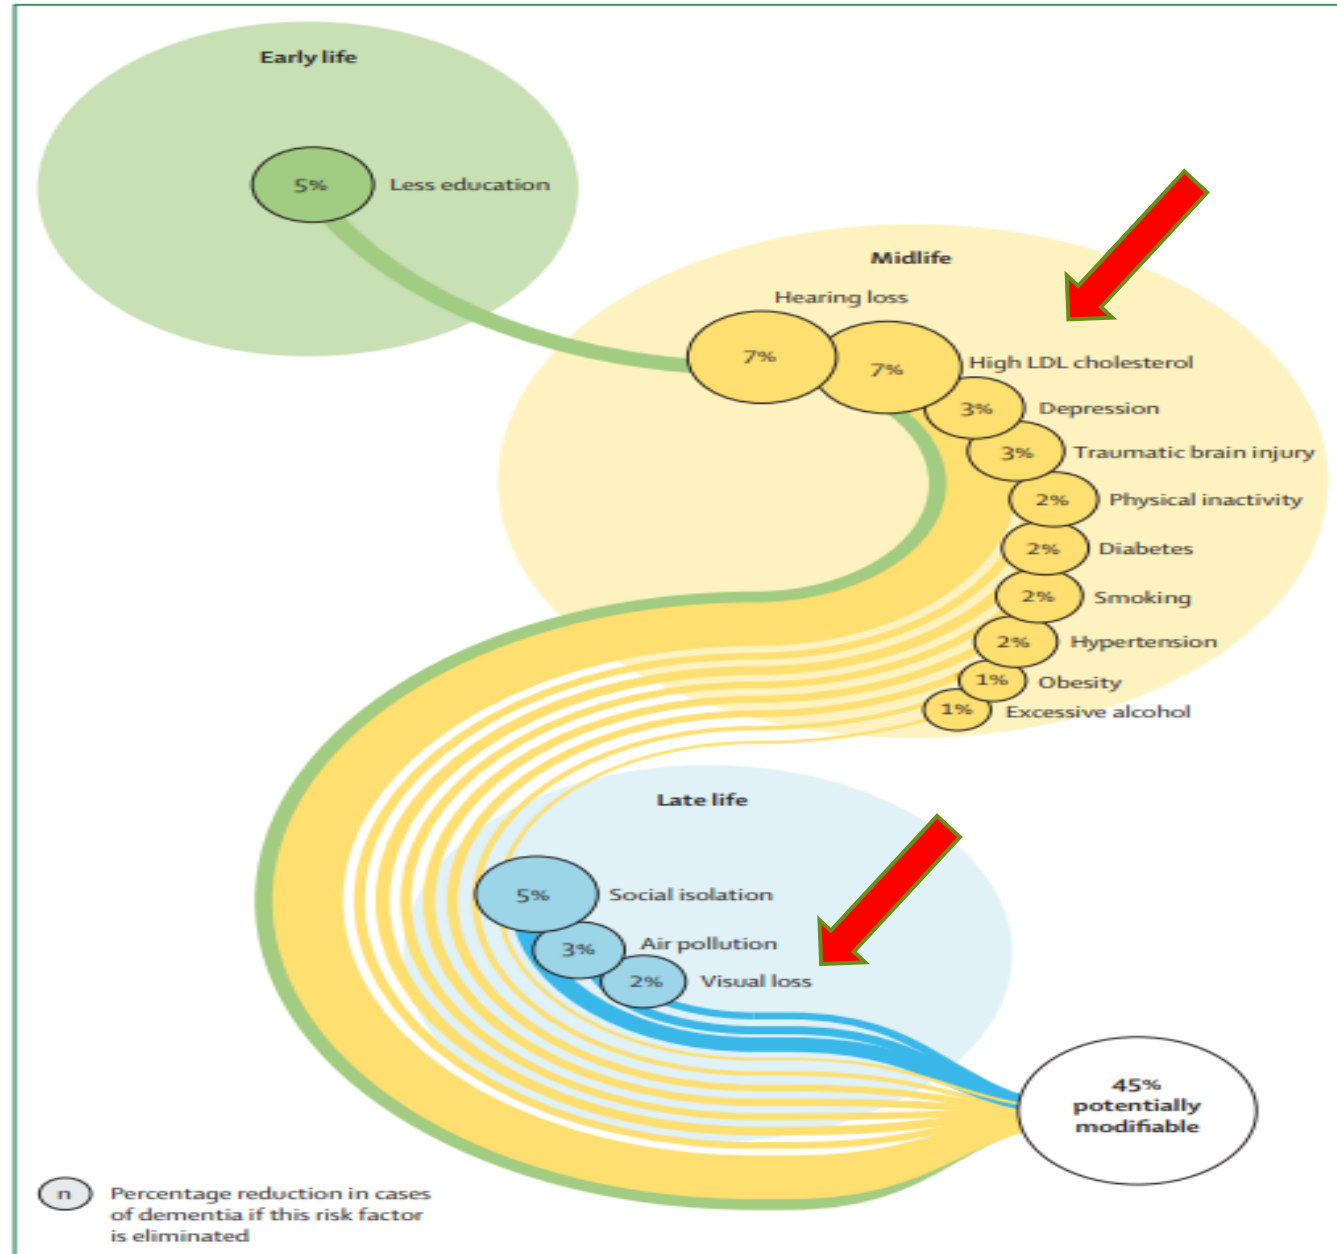 Early life
5%
Less education
Midlife
Hearing loss
7%
7%
High LDL cholesterol
3%
Depression
3%
Traumatic brain injury
2%
Physical inactivity
2%
Diabetes
2%
Smoking
2%
Hypertension
1%
Obesity
1%
Excessive alcohol
Late life
5%
Social isolation
3%
Air pollution
2%
Visual loss
45%
potentially
modifiable
n
Percentage reduction in cases
of dementia if this risk factor
is eliminated